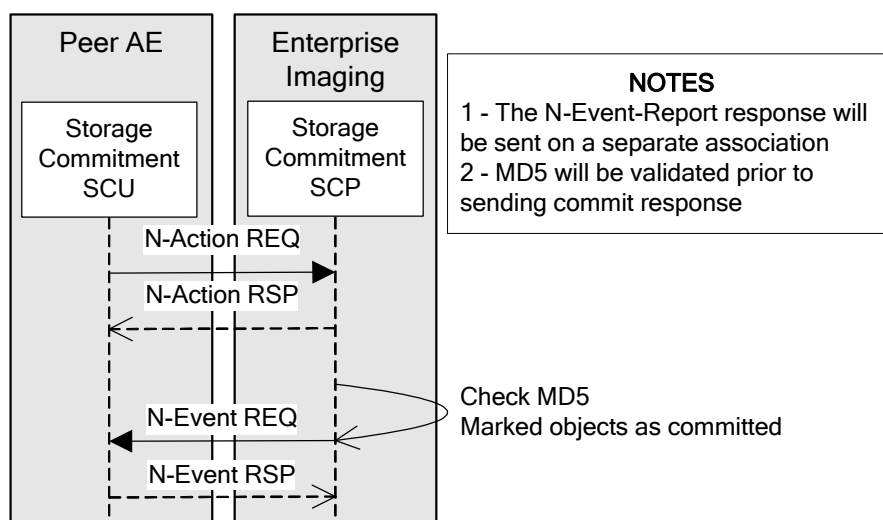 Peer AE
Enterprise
Imaging
Storage
Commitment
SCU
Storage
Commitment
SCP
NOTES
1 - The N-Event-Report response will
be sent on a separate association
2 - MD5 will be validated prior to
sending commit response
N-Action REQ
N-Action RSP
Check MD5
Marked objects as committed
N-Event REQ
N-Event RSP